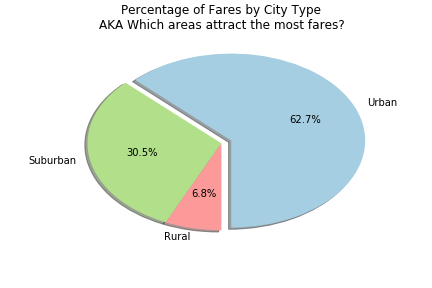 Percentage of Fares by City Type
AKA Which areas attract the most fares?
Urban
62.7%
30.5%
Suburban
6.8%
Rural